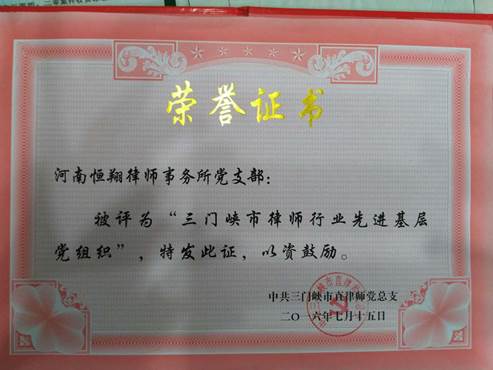 荣誉证书
河南恒翔律师事务所党支部：
被评为“三门峡市律师行业先进基层
党组织”，特发此证，以资鼓励。
中共三门峡市直律师党总支
二〇一六年七月十五日